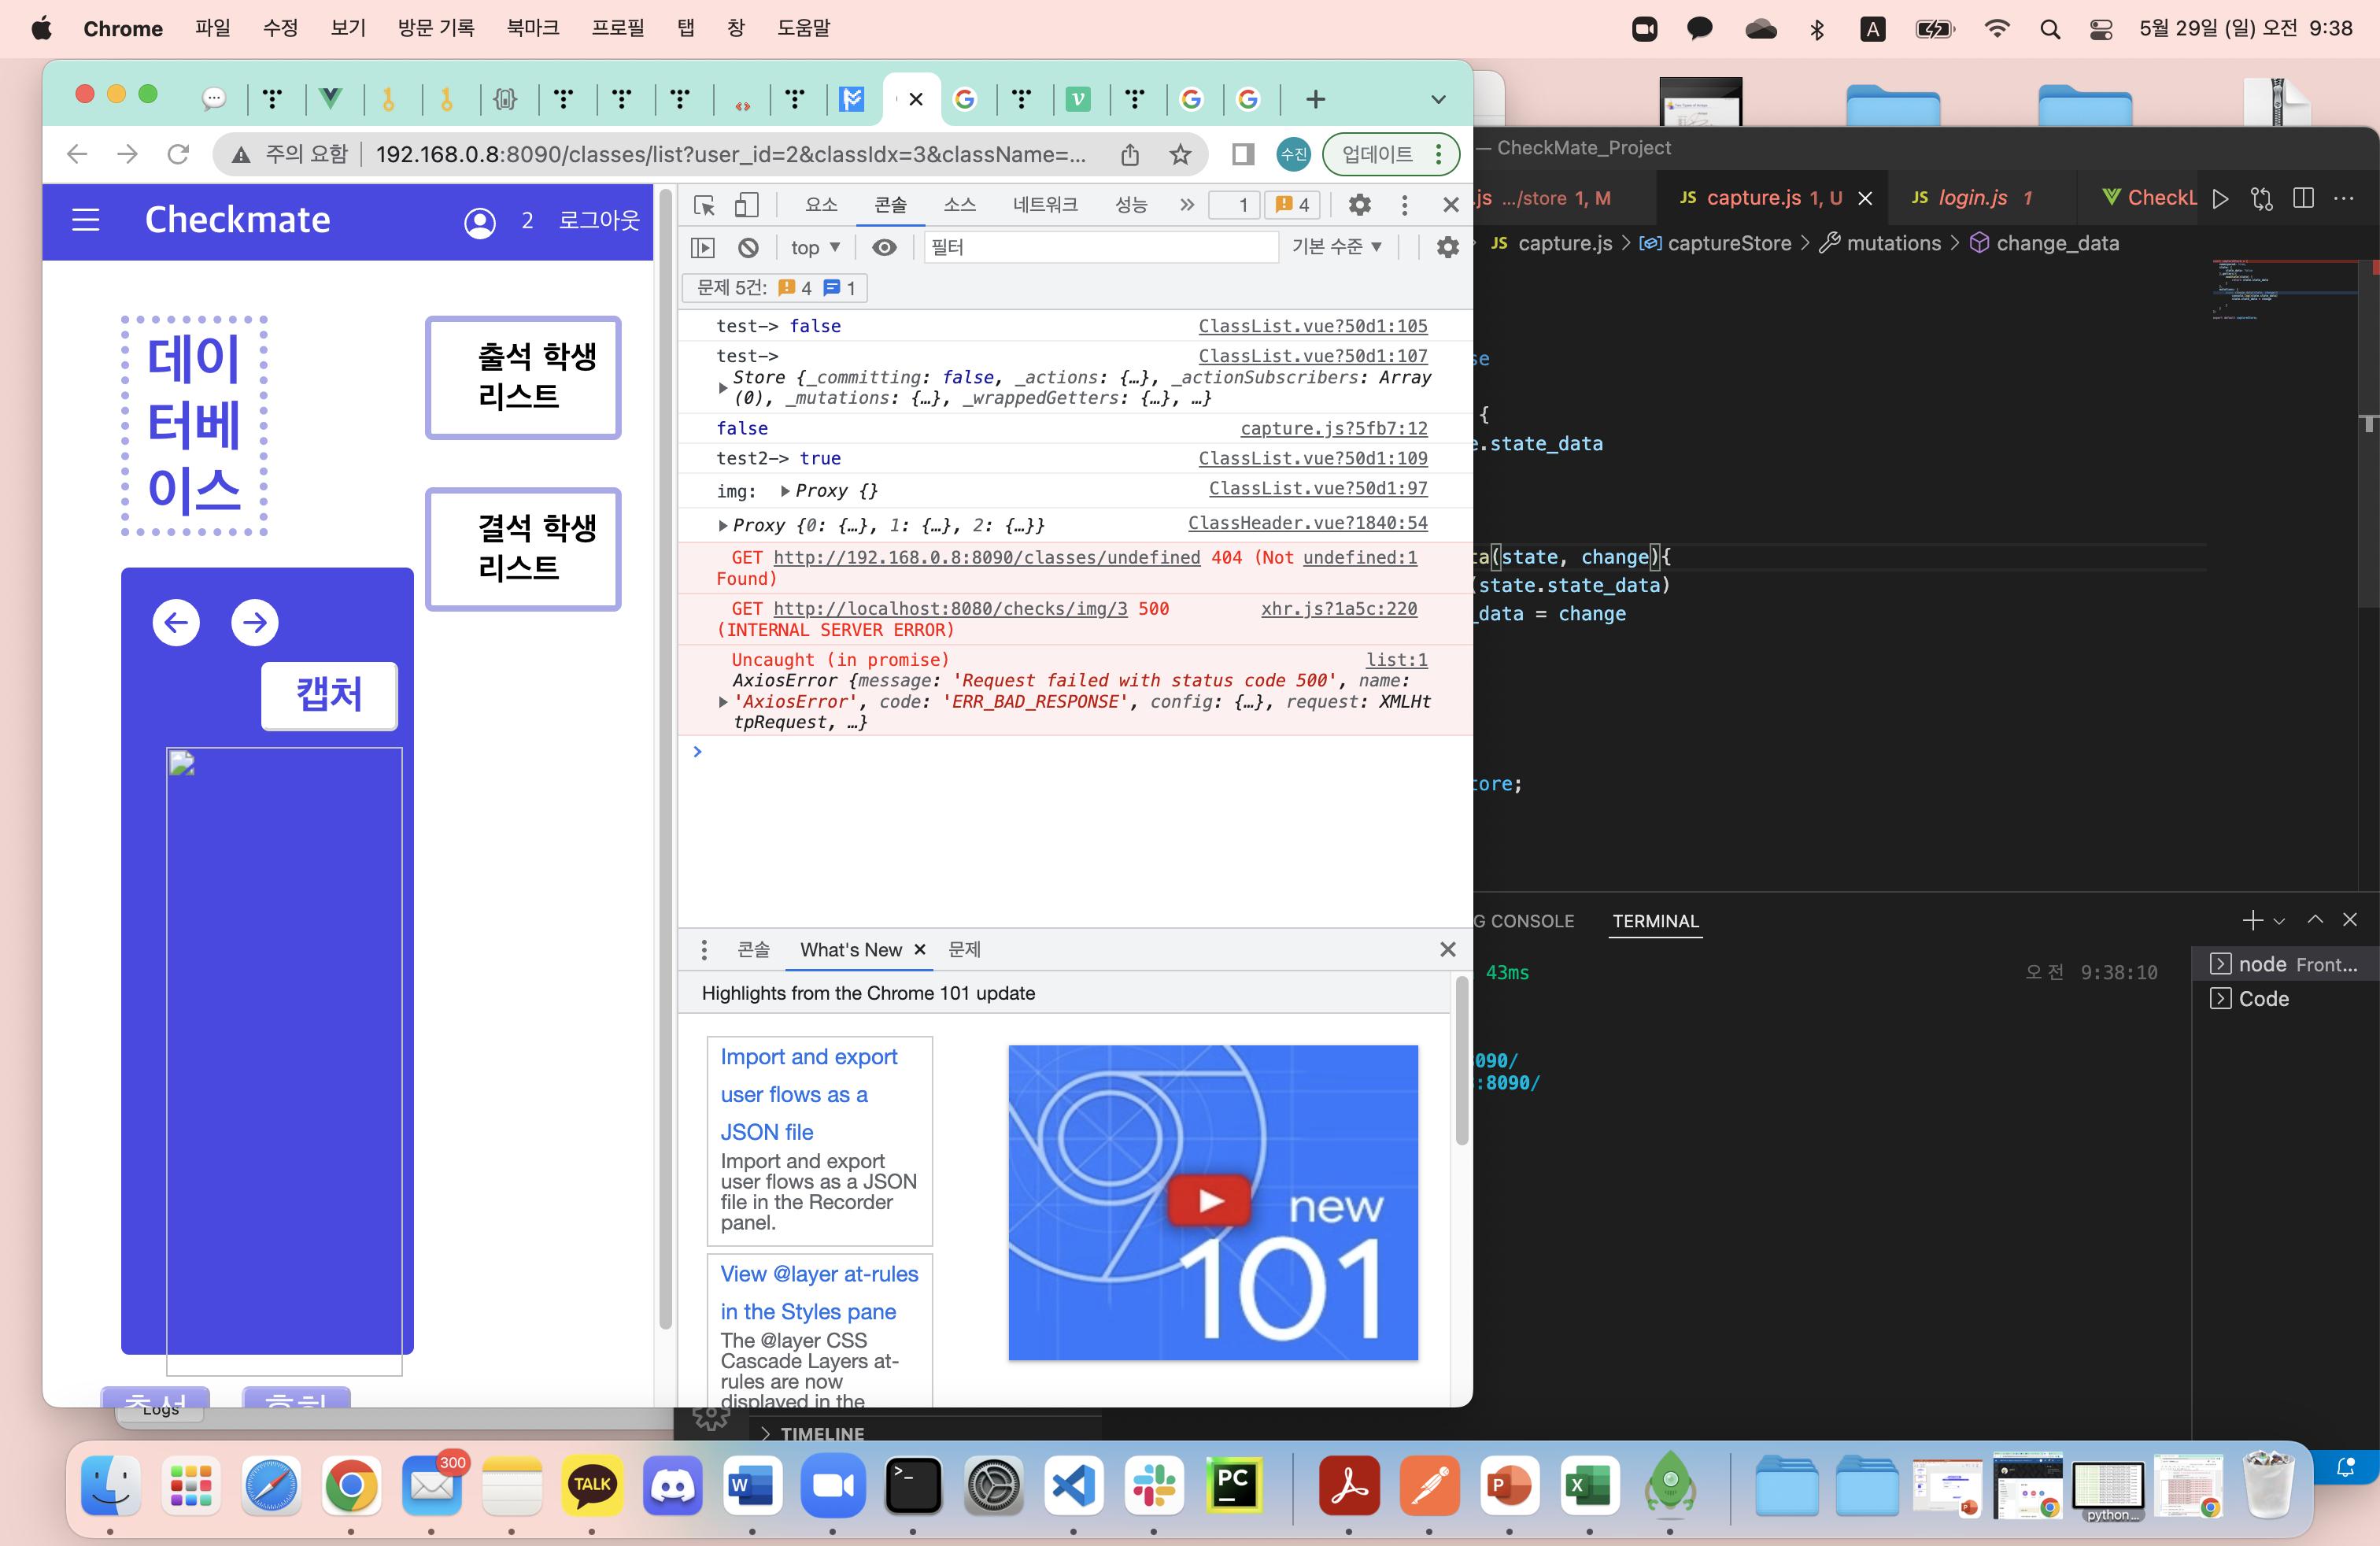 Chrome 파일 수정 보기 방문 기록 북마크 프로필 탭 창 도움말
A
5월 29일 (일) 오전 9:38
주의 요함 192.168.0.8:8090/classes/list?user_id=2&classIdx=3&className=...
수진
업데이트
Checkmate
2 로그아웃
데이
터베
이스
출석 학생
리스트
결석 학생
리스트
캡처
Logs
요소 콘솔 소스 네트워크 성능 » 1 4
top ▼ 필터 기본 수준 ▼
문제 5건: 4 1
test-> false ClassList.vue?50d1:105
test-> ClassList.vue?50d1:107
Store {_committing: false, _actions: {…}, _actionSubscribers: Array
(0), _mutations: {…}, _wrappedGetters: {…}, …}
false capture.js?5fb7:12
test2-> true ClassList.vue?50d1:109
img: Proxy {} ClassList.vue?50d1:97
Proxy {0: {…}, 1: {…}, 2: {…}} ClassHeader.vue?1840:54
GET http://192.168.0.8:8090/classes/undefined 404 (Not undefined:1
Found)
GET http://localhost:8080/checks/img/3 500 xhr.js?1a5c:220
(INTERNAL SERVER ERROR)
Uncaught (in promise) list:1
AxiosError {message: 'Request failed with status code 500', name:
'AxiosError', code: 'ERR_BAD_RESPONSE', config: {…}, request: XMLHt
tpRequest, …}
콘솔 What's New 문제
Highlights from the Chrome 101 update
Import and export
user flows as a
JSON file
Import and export
user flows as a JSON
file in the Recorder
panel.
View @layer at-rules
in the Styles pane
The @layer CSS
Cascade Layers at-
rules are now
displayed in the
new
101
— CheckMate_Project
.js .../store 1, M JS capture.js 1, U JS login.js 1 CheckL
JS capture.js > captureStore > mutations > change_data
se
{
e.state_data
ta(state, change){
(state.state_data)
_data = change
tore;
G CONSOLE TERMINAL
43ms 오전 9:38:10
node Front...
Code
090/
:8090/
TIMELINE
300
TALK
W
>_
PC
P
X
python...